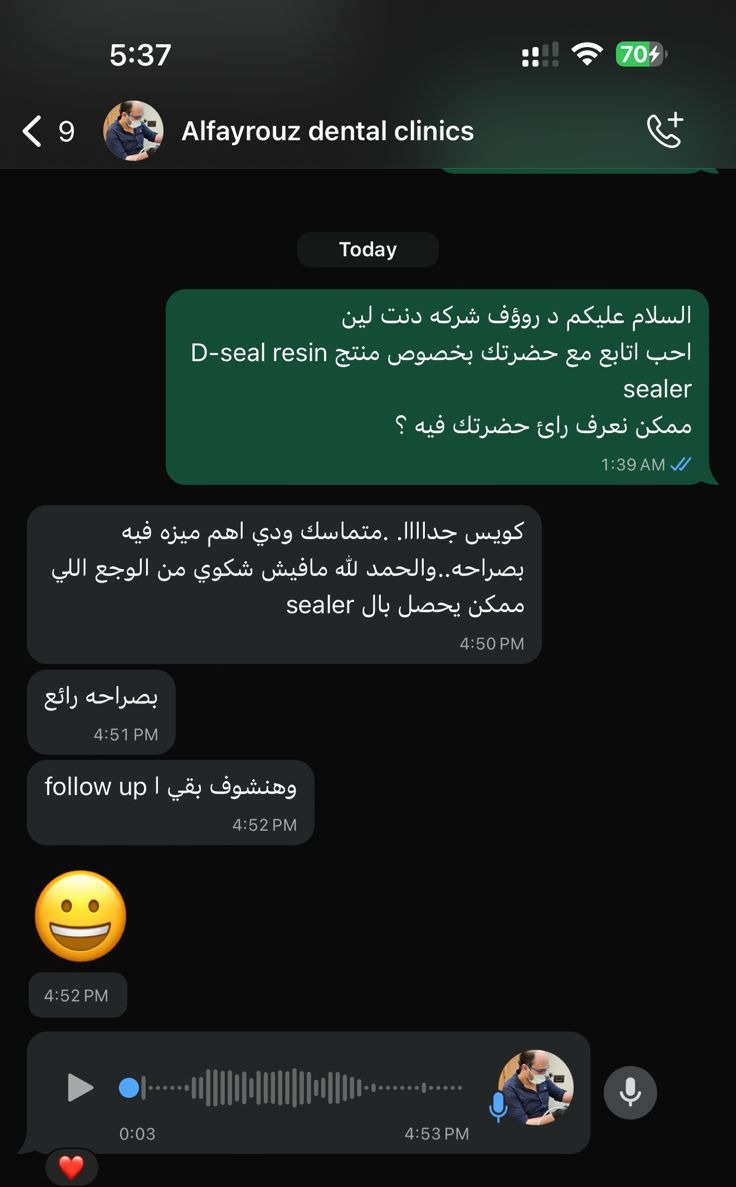 5:37
70
9
Alfayrouz dental clinics
Today
السلام عليكم د روؤف شركه دنت لين
احب اتابع مع حضرتك بخصوص منتج D-seal resin
sealer
ممكن نعرف رائ حضرتك فيه ؟
1:39 AM
كويس جداااا. .متماسك ودي اهم ميزه فيه
بصراحه..والحمد لله مافيش شكوي من الوجع اللي
ممكن يحصل بال sealer
4:50 PM
بصراحه رائع
4:51 PM
وهنشوف بقي ا follow up
4:52 PM
4:52 PM
0:03
4:53 PM